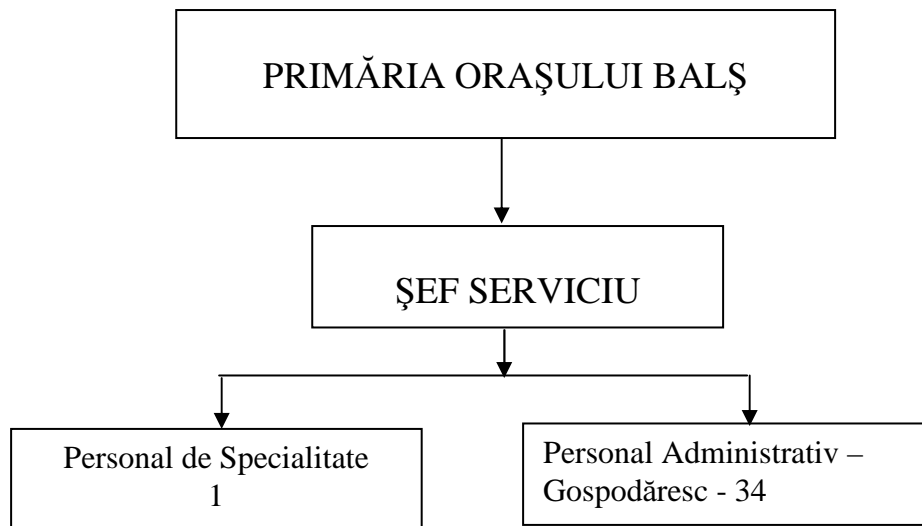 PRIMĂRIA ORAŞULUI BALŞ
ŞEF SERVICIU
Personal de Specialitate
1
Personal Administrativ –
Gospodăresc - 34